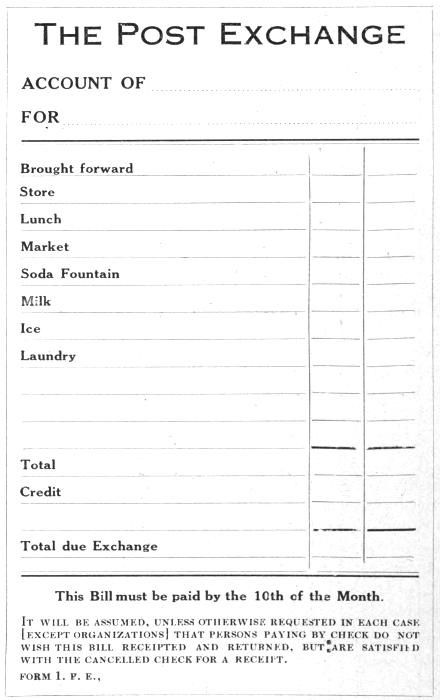 THE POST EXCHANGE
ACCOUNT OF
FOR
Brought forward
Store
Lunch
Market
Soda Fountain
Milk
Ice
Laundry
Total
Credit
Total due Exchange
This Bill must be paid by the 10th of the Month.
IT WILL BE ASSUMED, UNLESS OTHERWISE REQUESTED IN EACH CASE
[EXCEPT ORGANIZATIONS] THAT PERSONS PAYING BY CHECK DO NOT
WISH THIS BILL RECEIPTED AND RETURNED, BUT ARE SATISFIED
WITH THE CANCELLED CHECK FOR A RECEIPT.
FORM 1. P. E.,